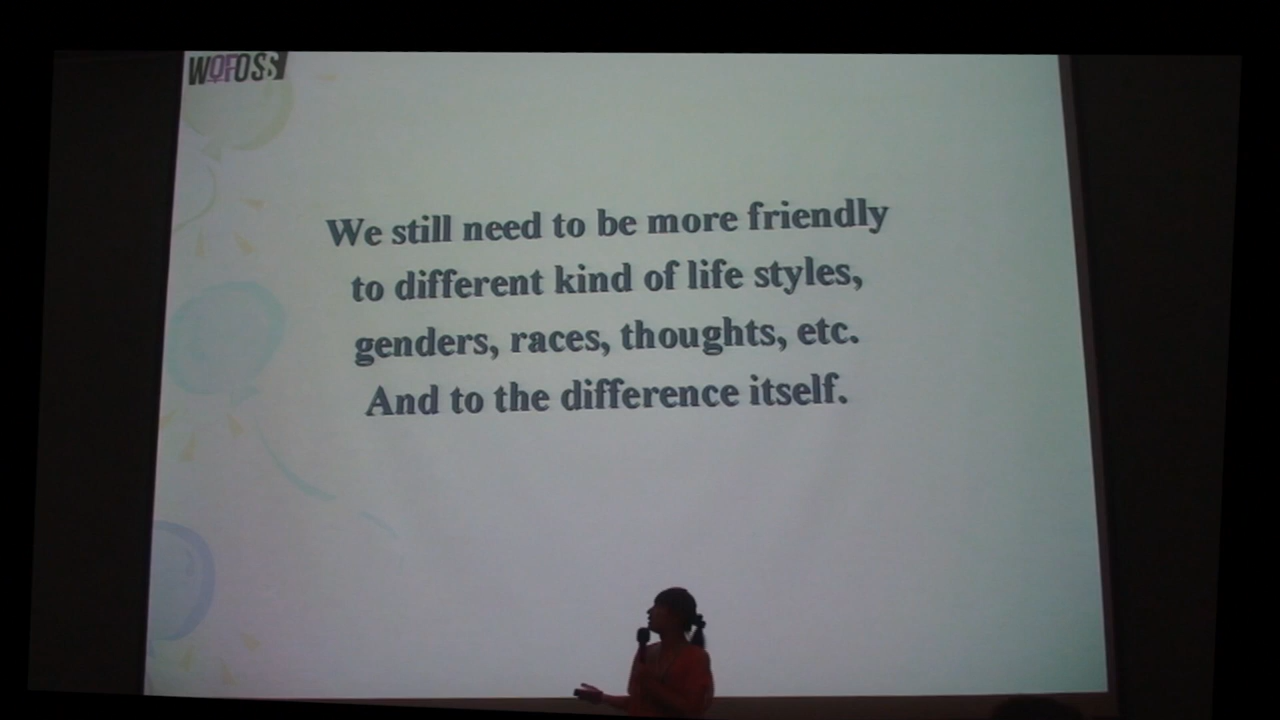 WOFOSS
We still need to be more friendly
to different kind of life styles,
genders, races, thoughts, etc.
And to the difference itself.